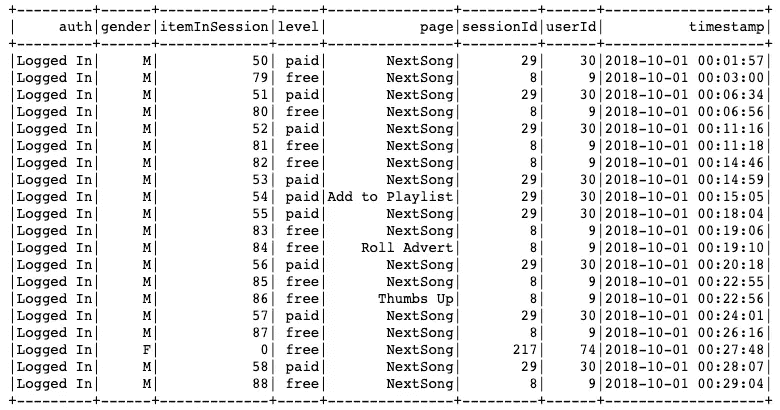 +---------+------+-------------+-----+---------------+---------+------+-------------------+
|     auth|gender|itemInSession|level|           page|sessionId|userId|          timestamp|
+---------+------+-------------+-----+---------------+---------+------+-------------------+
|Logged In|     M|           50| paid|       NextSong|       29|    30|2018-10-01 00:01:57|
|Logged In|     M|           79| free|       NextSong|        8|     9|2018-10-01 00:03:00|
|Logged In|     M|           51| paid|       NextSong|       29|    30|2018-10-01 00:06:34|
|Logged In|     M|           80| free|       NextSong|        8|     9|2018-10-01 00:06:56|
|Logged In|     M|           52| paid|       NextSong|       29|    30|2018-10-01 00:11:16|
|Logged In|     M|           81| free|       NextSong|        8|     9|2018-10-01 00:11:18|
|Logged In|     M|           82| free|       NextSong|        8|     9|2018-10-01 00:14:46|
|Logged In|     M|           53| paid|       NextSong|       29|    30|2018-10-01 00:14:59|
|Logged In|     M|           54| paid|Add to Playlist|       29|    30|2018-10-01 00:15:05|
|Logged In|     M|           55| paid|       NextSong|       29|    30|2018-10-01 00:18:04|
|Logged In|     M|           83| free|       NextSong|        8|     9|2018-10-01 00:19:06|
|Logged In|     M|           84| free|    Roll Advert|        8|     9|2018-10-01 00:19:10|
|Logged In|     M|           56| paid|       NextSong|       29|    30|2018-10-01 00:20:18|
|Logged In|     M|           85| free|       NextSong|        8|     9|2018-10-01 00:22:55|
|Logged In|     M|           86| free|      Thumbs Up|        8|     9|2018-10-01 00:22:56|
|Logged In|     M|           57| paid|       NextSong|       29|    30|2018-10-01 00:24:01|
|Logged In|     M|           87| free|       NextSong|        8|     9|2018-10-01 00:26:16|
|Logged In|     F|            0| free|       NextSong|      217|    74|2018-10-01 00:27:48|
|Logged In|     M|           58| paid|       NextSong|       29|    30|2018-10-01 00:28:07|
|Logged In|     M|           88| free|       NextSong|        8|     9|2018-10-01 00:29:04|
+---------+------+-------------+-----+---------------+---------+------+-------------------+